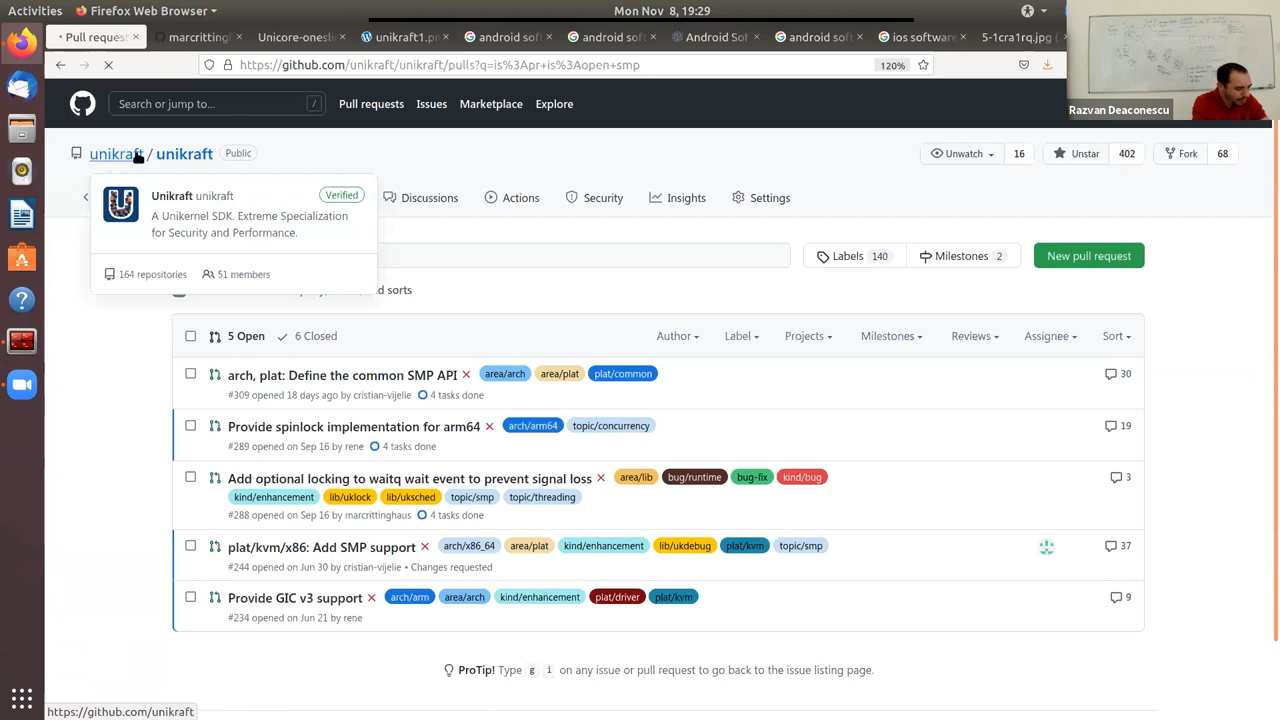 Activities Firefox Web Browser Mon Nov 8, 19:29
Pull reques marcrittingh Unicore-onesli unikraft1.pn android sof android sof Android Sol android sof ios software 5-1cra1rq.jpg (
https://github.com/unikraft/unikraft/pulls?q=is%3Apr+is%3Aopen+smp 120%
Razvan Deaconescu
Search or jump to... / Pull requests Issues Marketplace Explore
unikraft / unikraft Public Unwatch 16 Unstar 402 Fork 68
Discussions Actions Security Insights Settings
Unikraft unikraft Verified
A Unikernel SDK. Extreme Specialization
for Security and Performance.
164 repositories 51 members
Labels 140 Milestones 2 New pull request
d sorts
5 Open 6 Closed Author Label Projects Milestones Reviews Assignee Sort
arch, plat: Define the common SMP API area/arch area/plat plat/common 30
#309 opened 18 days ago by cristian-vijelie 4 tasks done
Provide spinlock implementation for arm64 arch/arm64 topic/concurrency 19
#289 opened on Sep 16 by rene 4 tasks done
Add optional locking to waitq wait event to prevent signal loss area/lib bug/runtime bug-fix kind/bug 3
kind/enhancement lib/uklock lib/uksched topic/smp topic/threading
#288 opened on Sep 16 by marcrittinghaus 4 tasks done
plat/kvm/x86: Add SMP support arch/x86_64 area/plat kind/enhancement lib/ukdebug plat/kvm topic/smp 37
#244 opened on Jun 30 by cristian-vijelie • Changes requested
Provide GIC v3 support arch/arm area/arch kind/enhancement plat/driver plat/kvm 9
#234 opened on Jun 21 by rene
ProTip! Type g i on any issue or pull request to go back to the issue listing page.
https://github.com/unikraft